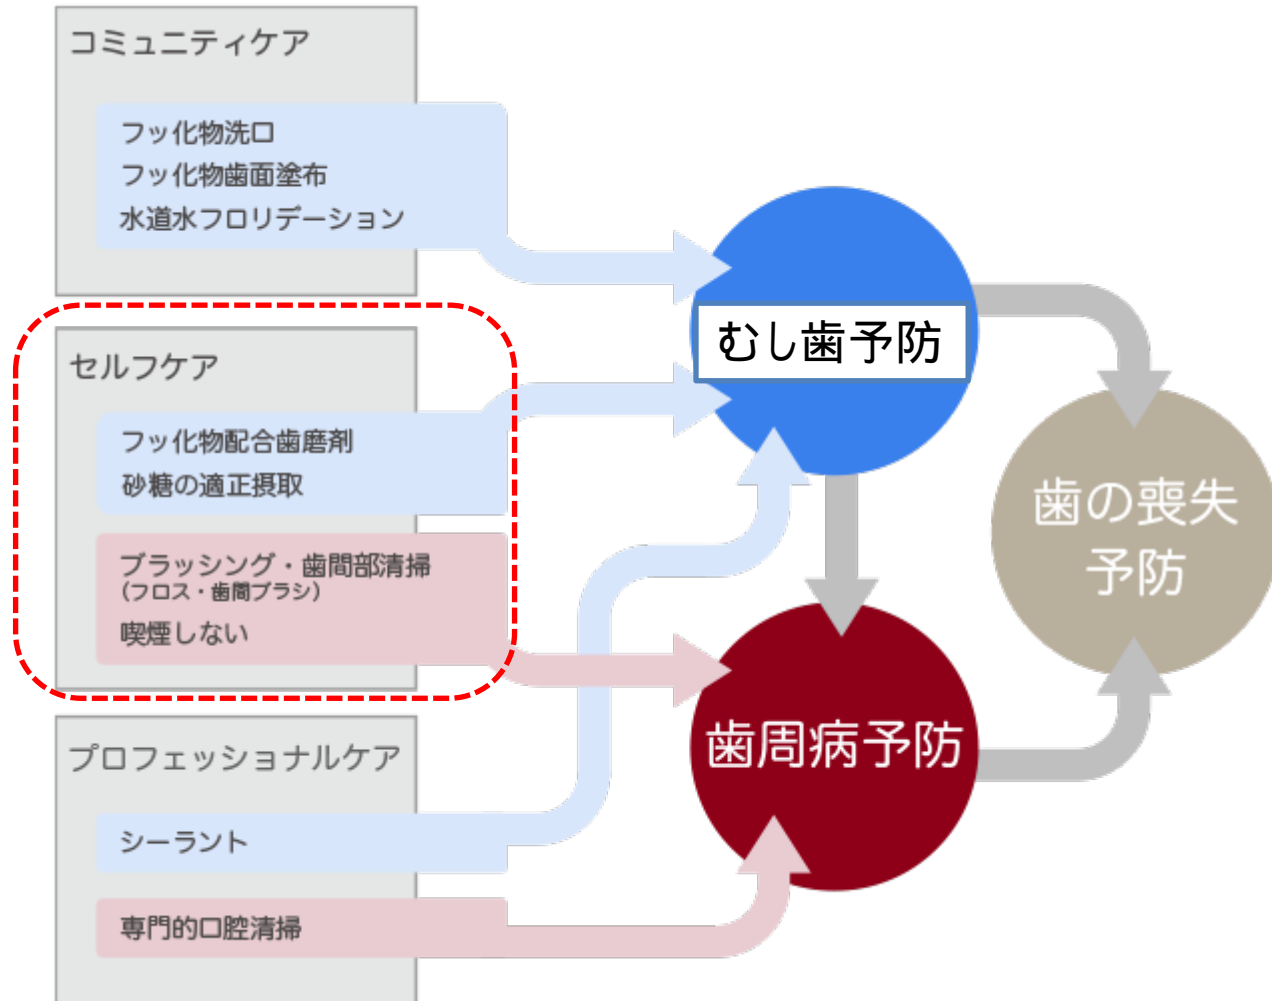 コミュニティケア
フッ化物洗口
フッ化物歯面塗布
水道水フロリデーション
セルフケア
フッ化物配合歯磨剤
砂糖の適正摂取
ブラッシング・歯間部清掃
(フロス・歯間ブラシ)
喫煙しない
プロフェッショナルケア
シーラント
専門的口腔清掃
むし歯予防
歯周病予防
歯の喪失
予防